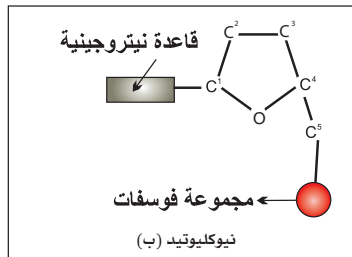 قاعدة نيتروجينية
C²
C³
C¹
C⁴
O
C⁵
مجموعة فوسفات
نيوكليوتيد (ب)